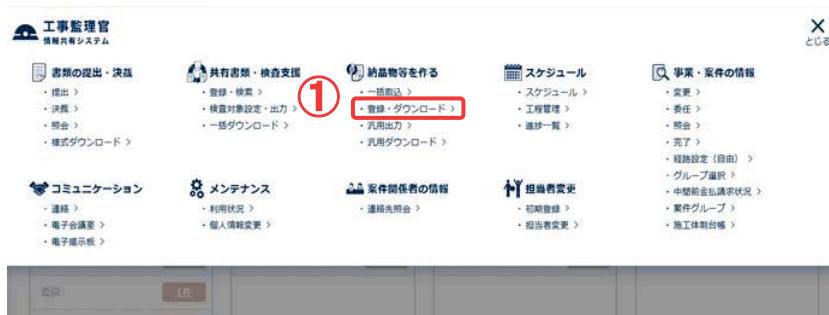 工事監理官
情報共有システム
とじる
書類の提出・決裁
・提出 >
・決裁 >
・照会 >
・様式ダウンロード >
共有書類・検査支援
・登録・検索 >
・検査対象設定・出力 >
・一括ダウンロード >
①
納品物等を作る
・一括取込 >
・登録・ダウンロード >
・汎用出力 >
・汎用ダウンロード >
スケジュール
・スケジュール >
・工程管理 >
・進捗一覧 >
事業・案件の情報
・変更 >
・委任 >
・照会 >
・完了 >
・経路設定（自由） >
・グループ選択 >
・中間前金払請求状況 >
・案件グループ >
・施工体制台帳 >
コミュニケーション
・連絡 >
・電子会議室 >
・電子掲示板 >
メンテナンス
・利用状況 >
・個人情報変更 >
案件関係者の情報
・連絡先照会 >
担当者変更
・初期登録 >
・担当者変更 >
1件